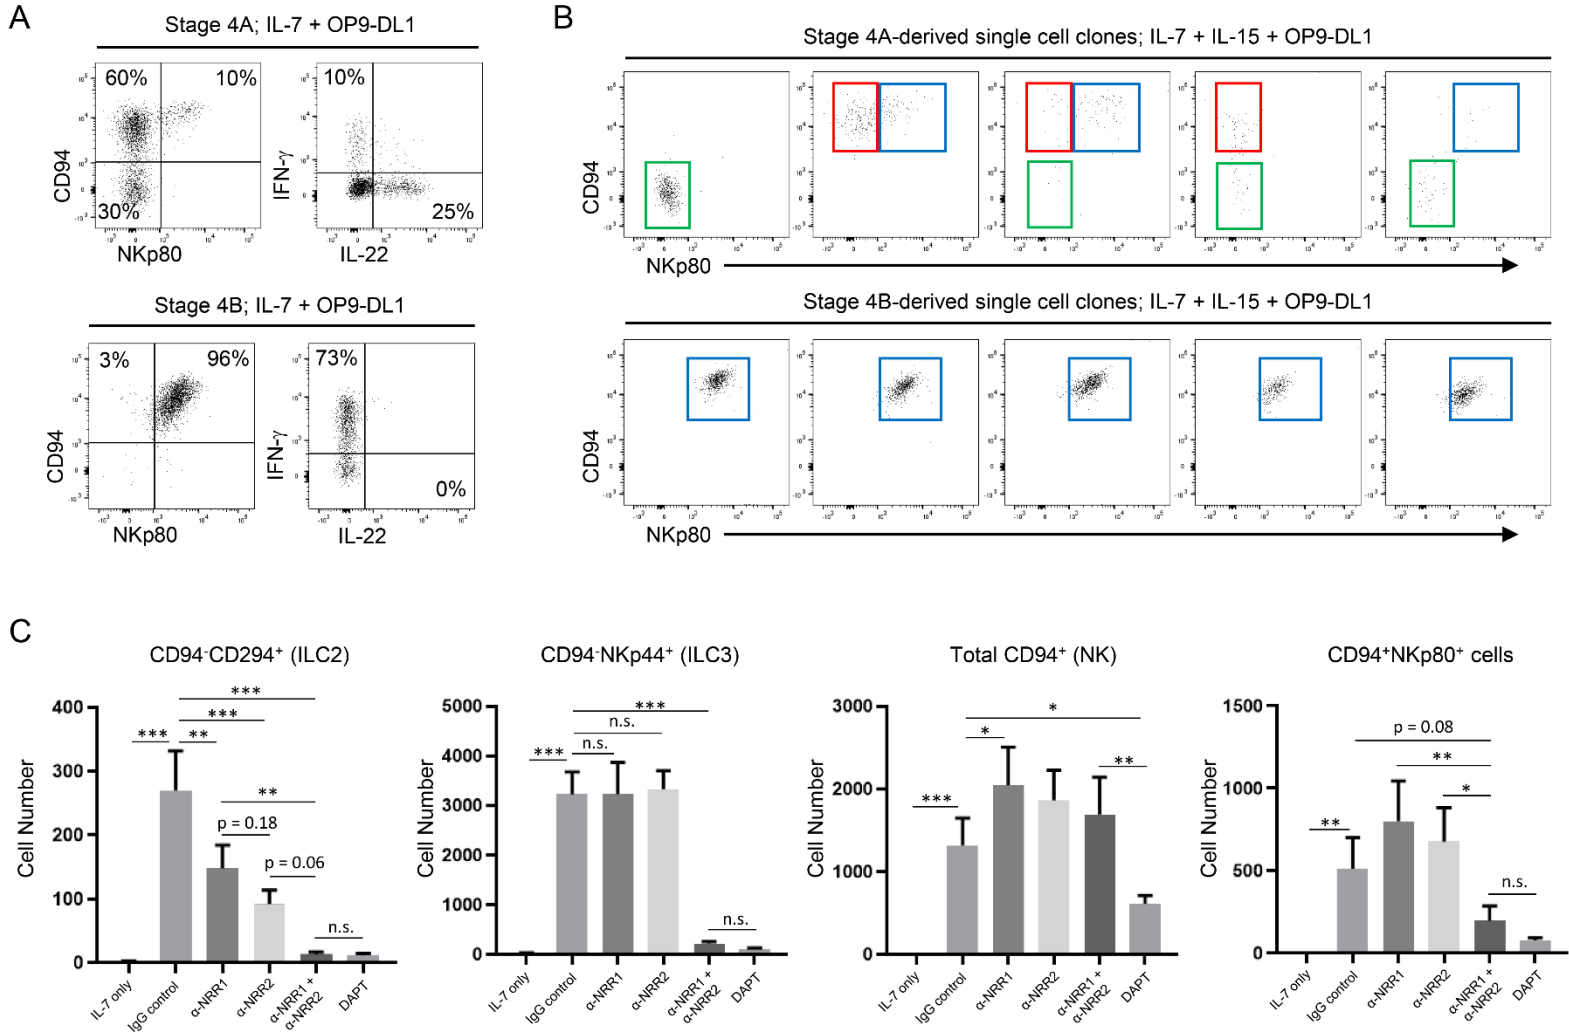 A
Stage 4A; IL-7 + OP9-DL1
60%
10%
30%
CD94
NKp80
10%
25%
IFN-γ
IL-22
Stage 4B; IL-7 + OP9-DL1
3%
96%
CD94
NKp80
73%
0%
IFN-γ
IL-22
B
Stage 4A-derived single cell clones; IL-7 + IL-15 + OP9-DL1
CD94
NKp80
Stage 4B-derived single cell clones; IL-7 + IL-15 + OP9-DL1
CD94
NKp80
C
CD94⁻CD294⁺ (ILC2)
Cell Number
400
300
200
100
0
***
***
*** **
**
p = 0.18
p = 0.06
n.s.
IL-7 only
IgG control
α-NRR1
α-NRR2
α-NRR1 +
α-NRR2
DAPT
CD94⁻NKp44⁺ (ILC3)
Cell Number
5000
4000
3000
2000
1000
0
***
n.s.
*** n.s.
n.s.
IL-7 only
IgG control
α-NRR1
α-NRR2
α-NRR1 +
α-NRR2
DAPT
Total CD94⁺ (NK)
Cell Number
3000
2000
1000
0
*
*
**
***
IL-7 only
IgG control
α-NRR1
α-NRR2
α-NRR1 +
α-NRR2
DAPT
CD94⁺NKp80⁺ cells
Cell Number
1500
1000
500
0
p = 0.08
**
*
**
n.s.
IL-7 only
IgG control
α-NRR1
α-NRR2
α-NRR1 +
α-NRR2
DAPT